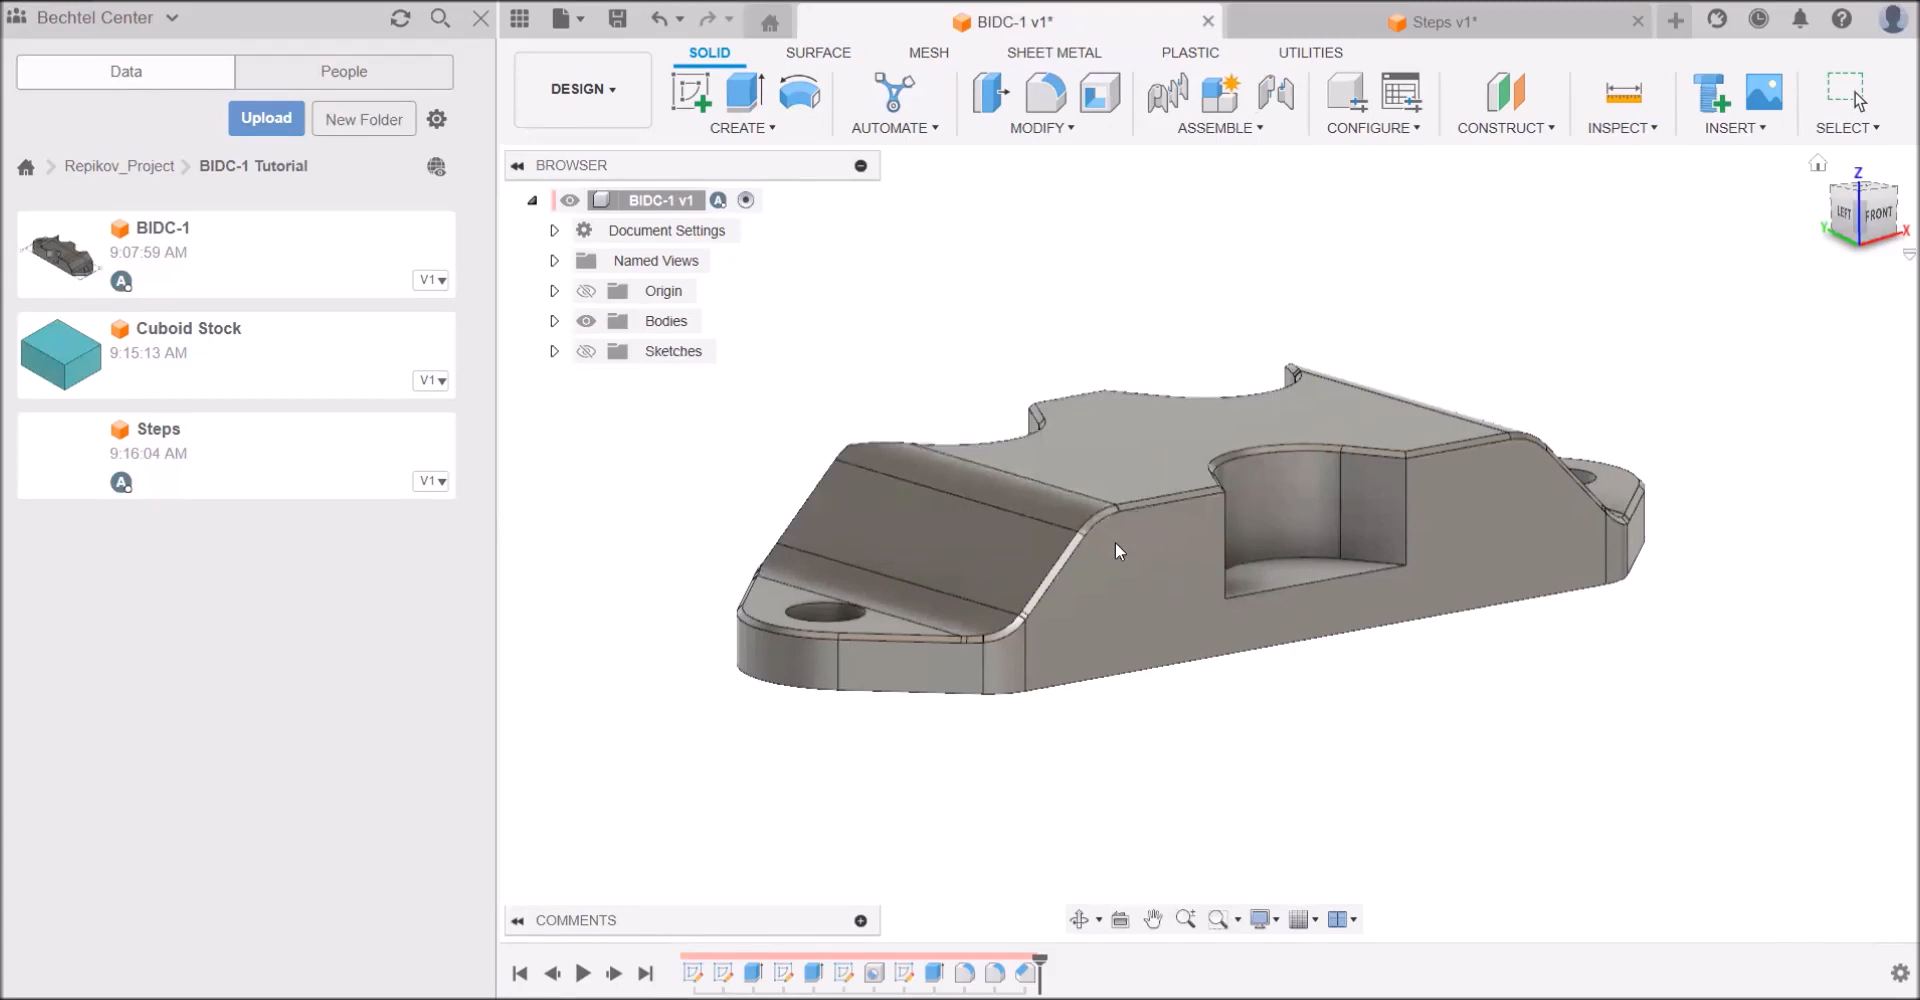 Bechtel Center
BIDC-1 v1*
Steps v1*
Data
People
Upload
New Folder
Repikov_Project
BIDC-1 Tutorial
BIDC-1
9:07:59 AM
A
V1
Cuboid Stock
9:15:13 AM
V1
Steps
9:16:04 AM
A
V1
DESIGN
SOLID
SURFACE
MESH
SHEET METAL
PLASTIC
UTILITIES
CREATE
AUTOMATE
MODIFY
ASSEMBLE
CONFIGURE
CONSTRUCT
INSPECT
INSERT
SELECT
BROWSER
BIDC-1 v1
A
Document Settings
Named Views
Origin
Bodies
Sketches
Z
LEFT
FRONT
Y
X
COMMENTS